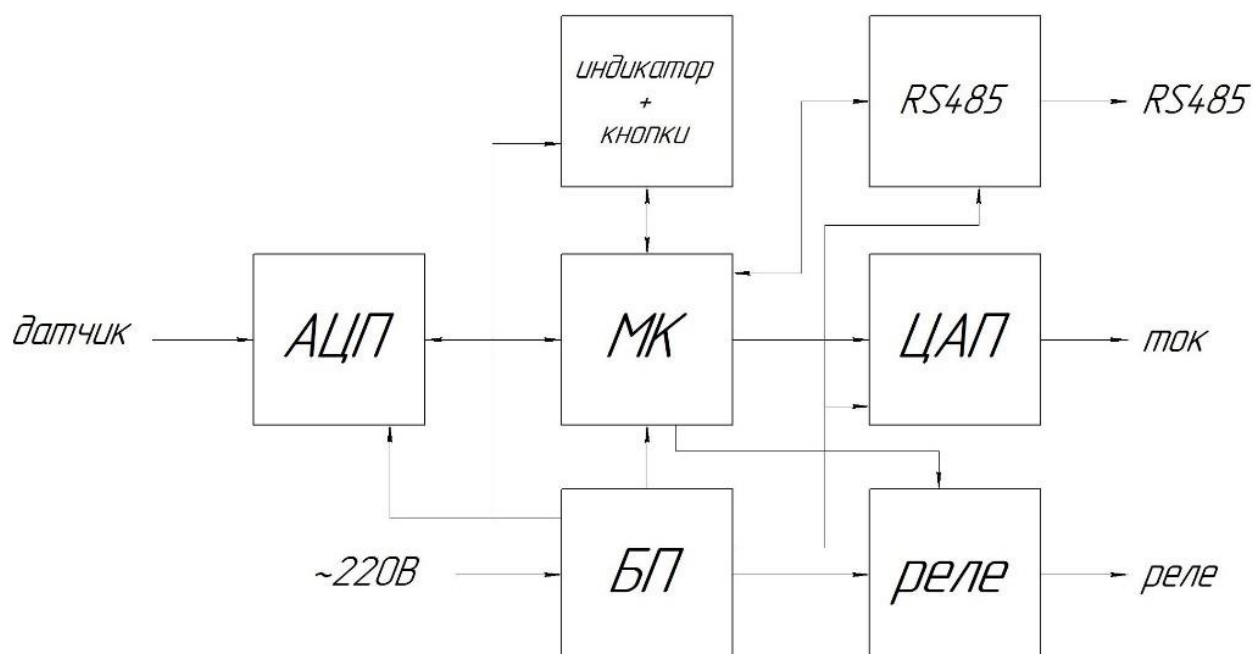 индикатор
+
кнопки
RS485
RS485
датчик
АЦП
МК
ЦАП
ток
~220В
БП
реле
реле